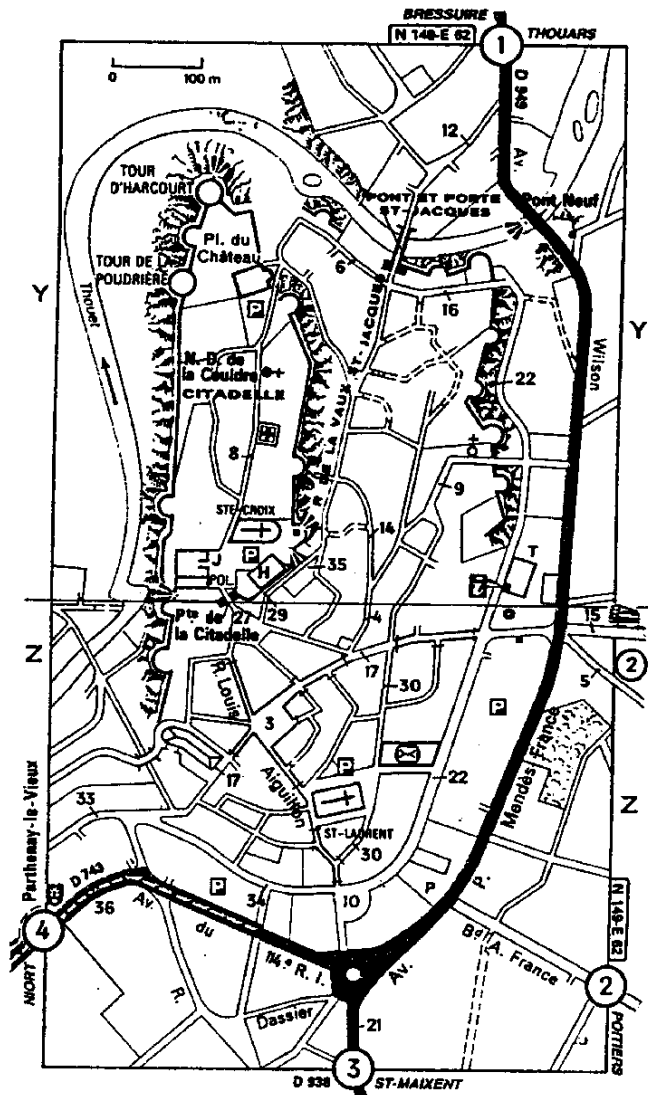 BRESSUIRE
N 149-E 62
1
THOUARS
0 100 m
D 949
Av.
12
TOUR
D'HARCOURT
PONT ET PORTE
ST-JACQUES
Pont Neuf
Pl. du
Château
TOUR DE LA
POUDRIÈRE
6
P
16
Y
Y
Thouet
Wilson
R. DE LA VAUX ST-JACQUES
N.-D. de
la Couldre
CITADELLE
22
8
9
STE-CROIX
14
J
P
H
35
T
POL.
Pte de
la Citadelle
27
29
4
15
Z
17
2
R. Louis
30
5
3
P
17
Aiguillon
P
22
Mendès France
Z
33
ST-LAURENT
30
Parthenay-le-Vieux
D 743
P
36
34
10
P
P.
N 149-E 62
4
Av.
du
114e R. I.
Av.
Bd A. France
NIORT
R.
Dassier
21
2
POITIERS
D 938
3
ST-MAIXENT